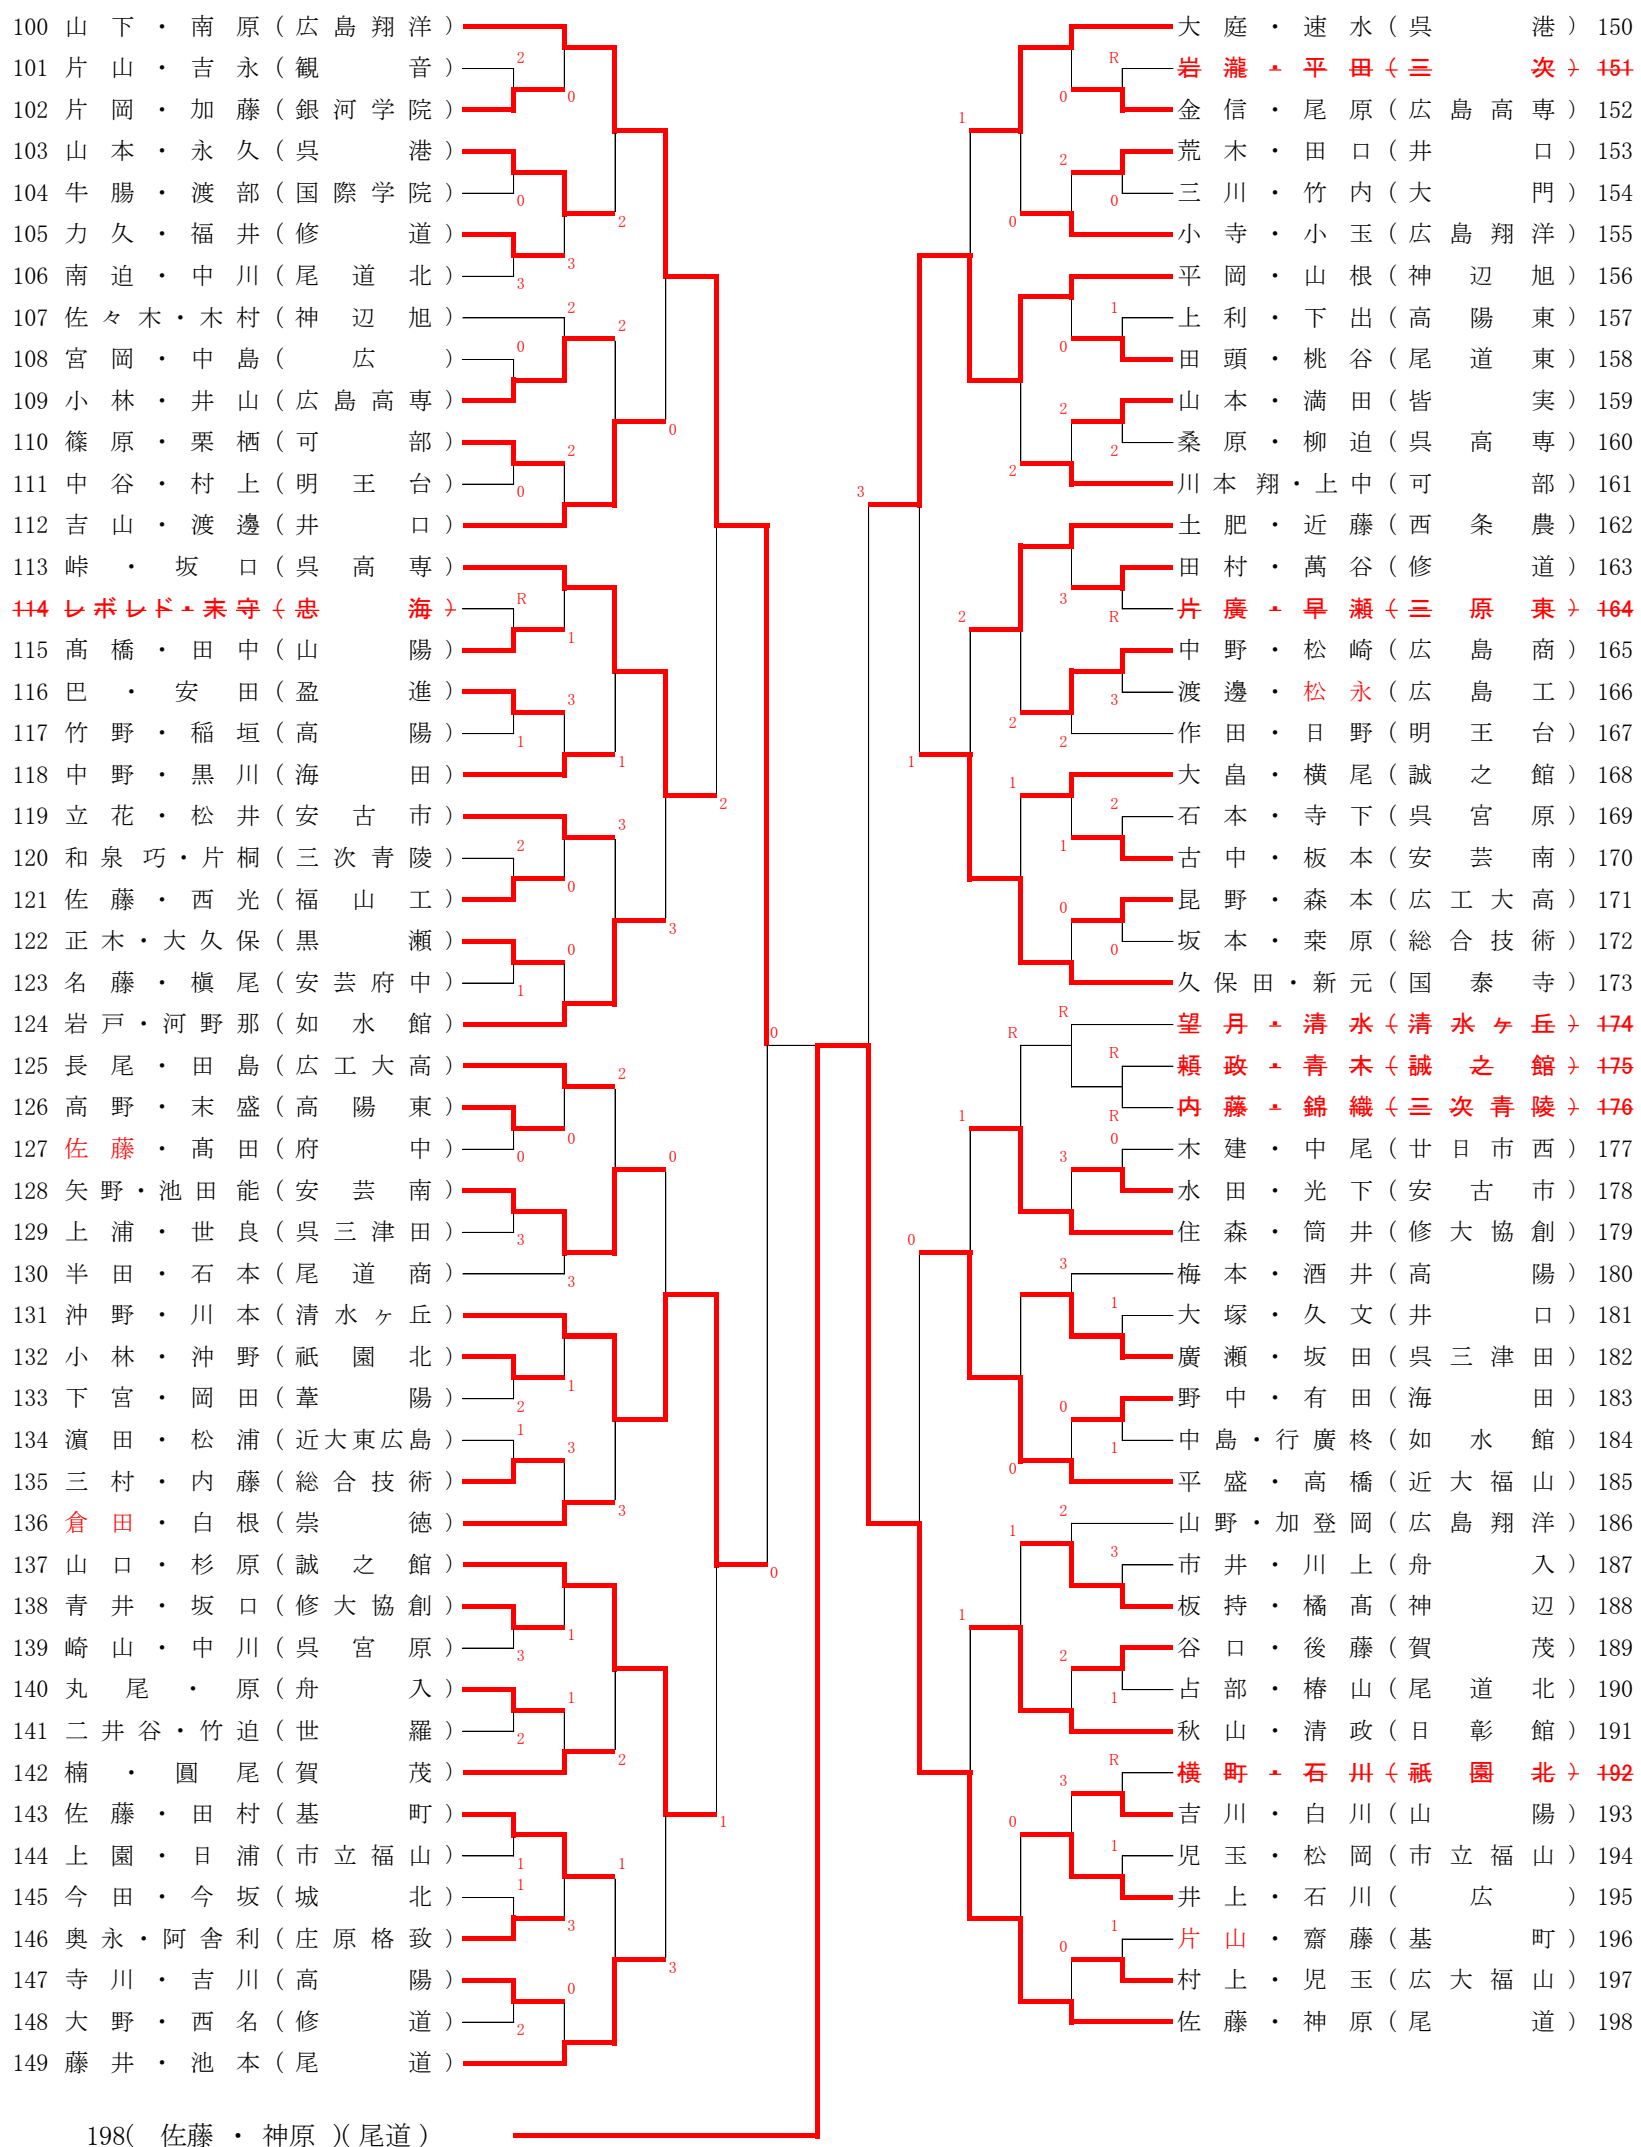 100 山下・南原(広島翔洋)
101 片山・吉永(観音)
102 片岡・加藤(銀河学院)
103 山本・永久(呉港)
104 牛腸・渡部(国際学院)
105 力久・福井(修道)
106 南迫・中川(尾道北)
107 佐々木・木村(神辺旭)
108 宮岡・中島(広)
109 小林・井山(広島高専)
110 篠原・栗栖(可部)
111 中谷・村上(明王台)
112 吉山・渡邊(井口)
113 峠・坂口(呉高専)
114 レボレド・末守(忠海)
115 髙橋・田中(山陽)
116 巴・安田(盈進)
117 竹野・稲垣(高陽)
118 中野・黒川(海田)
119 立花・松井(安古市)
120 和泉巧・片桐(三次青陵)
121 佐藤・西光(福山工)
122 正木・大久保(黒瀬)
123 名藤・槇尾(安芸府中)
124 岩戸・河野那(如水館)
125 長尾・田島(広工大高)
126 高野・末盛(高陽東)
127 佐藤・髙田(府中)
128 矢野・池田能(安芸南)
129 上浦・世良(呉三津田)
130 半田・石本(尾道商)
131 沖野・川本(清水ヶ丘)
132 小林・沖野(祇園北)
133 下宮・岡田(葦陽)
134 濵田・松浦(近大東広島)
135 三村・内藤(総合技術)
136 倉田・白根(崇徳)
137 山口・杉原(誠之館)
138 青井・坂口(修大協創)
139 崎山・中川(呉宮原)
140 丸尾・原(舟入)
141 二井谷・竹迫(世羅)
142 楠・圓尾(賀茂)
143 佐藤・田村(基町)
144 上園・日浦(市立福山)
145 今田・今坂(城北)
146 奥永・阿舎利(庄原格致)
147 寺川・吉川(高陽)
148 大野・西名(修道)
149 藤井・池本(尾道)
198( 佐藤・神原 )(尾道)
大庭・速水(呉港) 150
岩瀧・平田(三次) 151
金信・尾原(広島高専) 152
荒木・田口(井口) 153
三川・竹内(大門) 154
小寺・小玉(広島翔洋) 155
平岡・山根(神辺旭) 156
上利・下出(高陽東) 157
田頭・桃谷(尾道東) 158
山本・満田(皆実) 159
桑原・柳迫(呉高専) 160
川本翔・上中(可部) 161
土肥・近藤(西条農) 162
田村・萬谷(修道) 163
片廣・早瀬(三原東) 164
中野・松崎(広島商) 165
渡邊・松永(広島工) 166
作田・日野(明王台) 167
大畠・横尾(誠之館) 168
石本・寺下(呉宮原) 169
古中・板本(安芸南) 170
昆野・森本(広工大高) 171
坂本・桒原(総合技術) 172
久保田・新元(国泰寺) 173
望月・清水(清水ヶ丘) 174
頼政・青木(誠之館) 175
内藤・錦織(三次青陵) 176
木建・中尾(廿日市西) 177
水田・光下(安古市) 178
住森・筒井(修大協創) 179
梅本・酒井(高陽) 180
大塚・久文(井口) 181
廣瀬・坂田(呉三津田) 182
野中・有田(海田) 183
中島・行廣柊(如水館) 184
平盛・高橋(近大福山) 185
山野・加登岡(広島翔洋) 186
市井・川上(舟入) 187
板持・橘髙(神辺) 188
谷口・後藤(賀茂) 189
占部・椿山(尾道北) 190
秋山・清政(日彰館) 191
横町・石川(祇園北) 192
吉川・白川(山陽) 193
児玉・松岡(市立福山) 194
井上・石川(広) 195
片山・齋藤(基町) 196
村上・児玉(広大福山) 197
佐藤・神原(尾道) 198